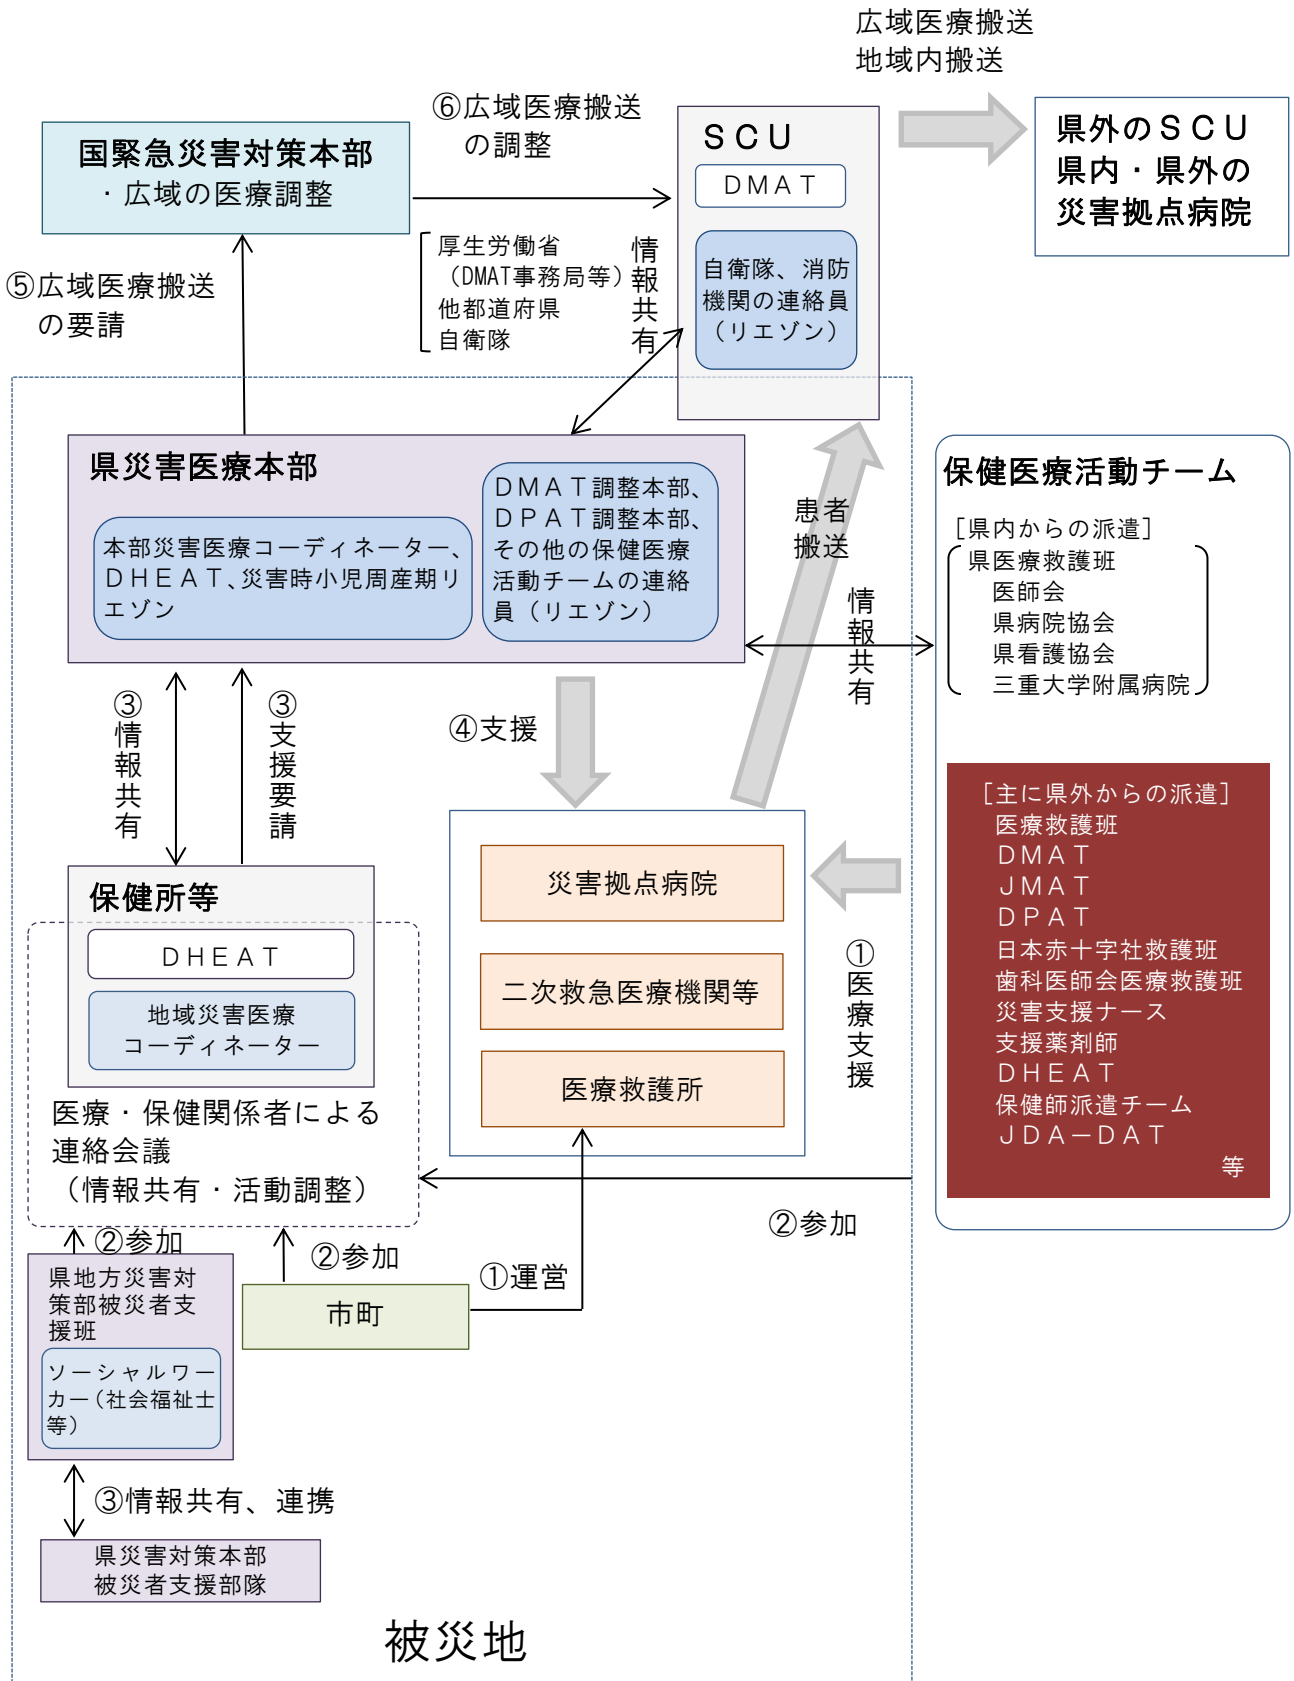 広域医療搬送
地域内搬送
⑥広域医療搬送
の調整
国緊急災害対策本部
・広域の医療調整
ＳＣＵ
ＤＭＡＴ
自衛隊、消防
機関の連絡員
（リエゾン）
県外のＳＣＵ
県内・県外の
災害拠点病院
厚生労働省
（DMAT事務局等）
他都道府県
自衛隊
情報共有
⑤広域医療搬送
の要請
県災害医療本部
本部災害医療コーディネーター、
ＤＨＥＡＴ、災害時小児周産期リ
エゾン
ＤＭＡＴ調整本部、
ＤＰＡＴ調整本部、
その他の保健医療
活動チームの連絡
員（リエゾン）
患者
搬送
情報共有
保健医療活動チーム
［県内からの派遣］
県医療救護班
医師会
県病院協会
県看護協会
三重大学附属病院
［主に県外からの派遣］
医療救護班
ＤＭＡＴ
ＪＭＡＴ
ＤＰＡＴ
日本赤十字社救護班
歯科医師会医療救護班
災害支援ナース
支援薬剤師
ＤＨＥＡＴ
保健師派遣チーム
ＪＤＡ－ＤＡＴ
等
③情報共有
③支援要請
④支援
保健所等
ＤＨＥＡＴ
地域災害医療
コーディネーター
医療・保健関係者による
連絡会議
（情報共有・活動調整）
災害拠点病院
二次救急医療機関等
医療救護所
①医療支援
②参加
②参加
②参加
①運営
県地方災害対
策部被災者支
援班
ソーシャルワー
カー（社会福祉士
等）
市町
③情報共有、連携
県災害対策本部
被災者支援部隊
被災地